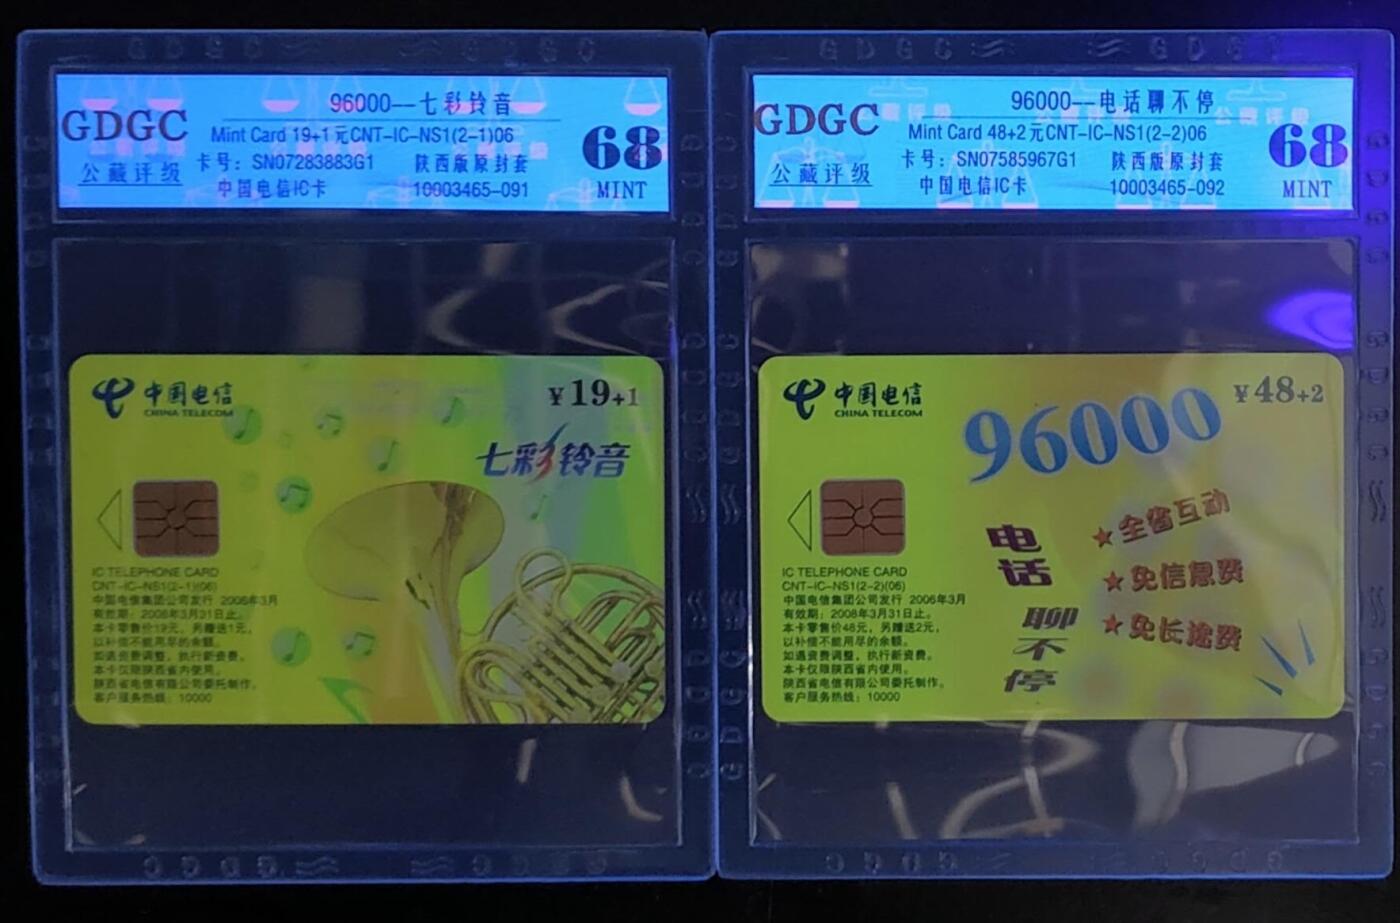 GDGC
公藏评级
96000--七彩铃音
Mint Card 19+1元CNT-IC-NS1(2-1)06
卡号：SN07283883G1 陕西版原封套
中国电信IC卡 10003465-091
68
MINT
中国电信
CHINA TELECOM
¥19+1
七彩铃音
IC TELEPHONE CARD
CNT-IC-NS1(2-1)(06)
中国电信集团公司发行 2006年3月
有效期：2008年3月31日止。
本卡零售价19元，另赠送1元，
以补偿不能用尽的余额。
如遇资费调整，执行新资费。
本卡仅限陕西省内使用。
陕西省电信有限公司委托制作。
客户服务热线：10000
GDGC
公藏评级
96000--电话聊不停
Mint Card 48+2元CNT-IC-NS1(2-2)06
卡号：SN07585967G1 陕西版原封套
中国电信IC卡 10003465-092
68
MINT
中国电信
CHINA TELECOM
¥48+2
96000
电话
聊不停
★全省互动
★免信息费
★免长途费
IC TELEPHONE CARD
CNT-IC-NS1(2-2)(06)
中国电信集团公司发行 2006年3月
有效期：2008年3月31日止。
本卡零售价48元，另赠送2元，
以补偿不能用尽的余额。
如遇资费调整，执行新资费。
本卡仅限陕西省内使用。
陕西省电信有限公司委托制作。
客户服务热线：10000